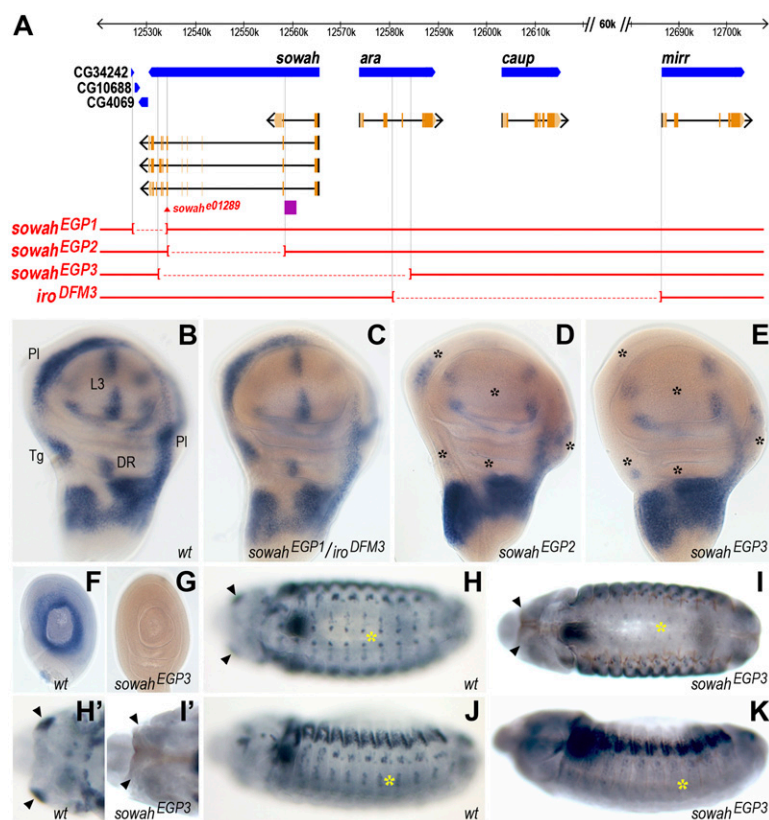 A
60k
12530k 12540k 12550k 12560k 12570k 12580k 12590k 12600k 12610k 12690k 12700k
sowah ara caup mirr
CG34242
CG10688
CG4069
sowah e01289
sowah EGP1
sowah EGP2
sowah EGP3
iro DFM3
B C D E
Pl
L3
Pl
Tg
DR
* * * * * * * *
wt sowah EGP1/iro DFM3 sowah EGP2 sowah EGP3
F G H I
*
*
wt sowah EGP3 wt sowah EGP3
H' I' J K
*
*
wt sowah EGP3 wt sowah EGP3